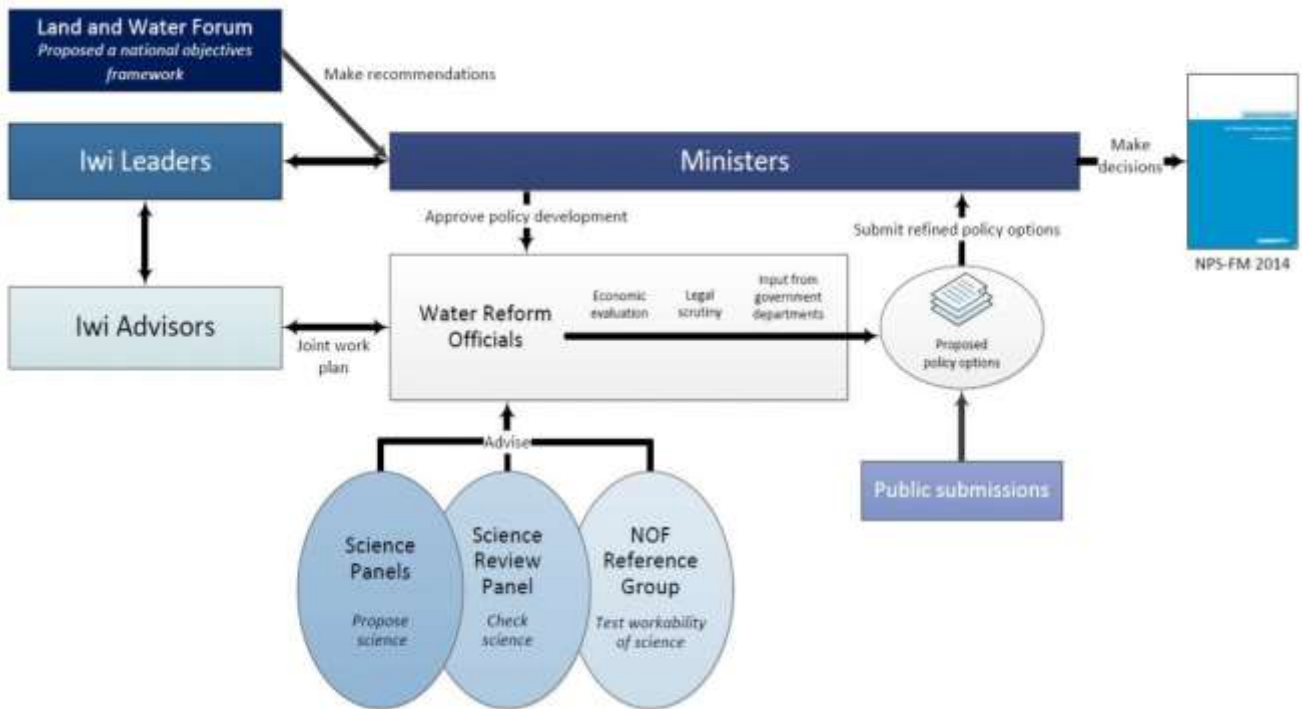 Land and Water Forum
Proposed a national objectives
framework
Make recommendations
Iwi Leaders
Ministers
Make
decisions
NPS-FM 2014
Approve policy development
Submit refined policy options
Iwi Advisors
Joint work
plan
Water Reform
Officials
Economic
evaluation
Legal
scrutiny
Input from
government
departments
Proposed
policy options
Advise
Public submissions
Science
Panels
Propose
science
Science
Review
Panel
Check
science
NOF
Reference
Group
Test workability
of science